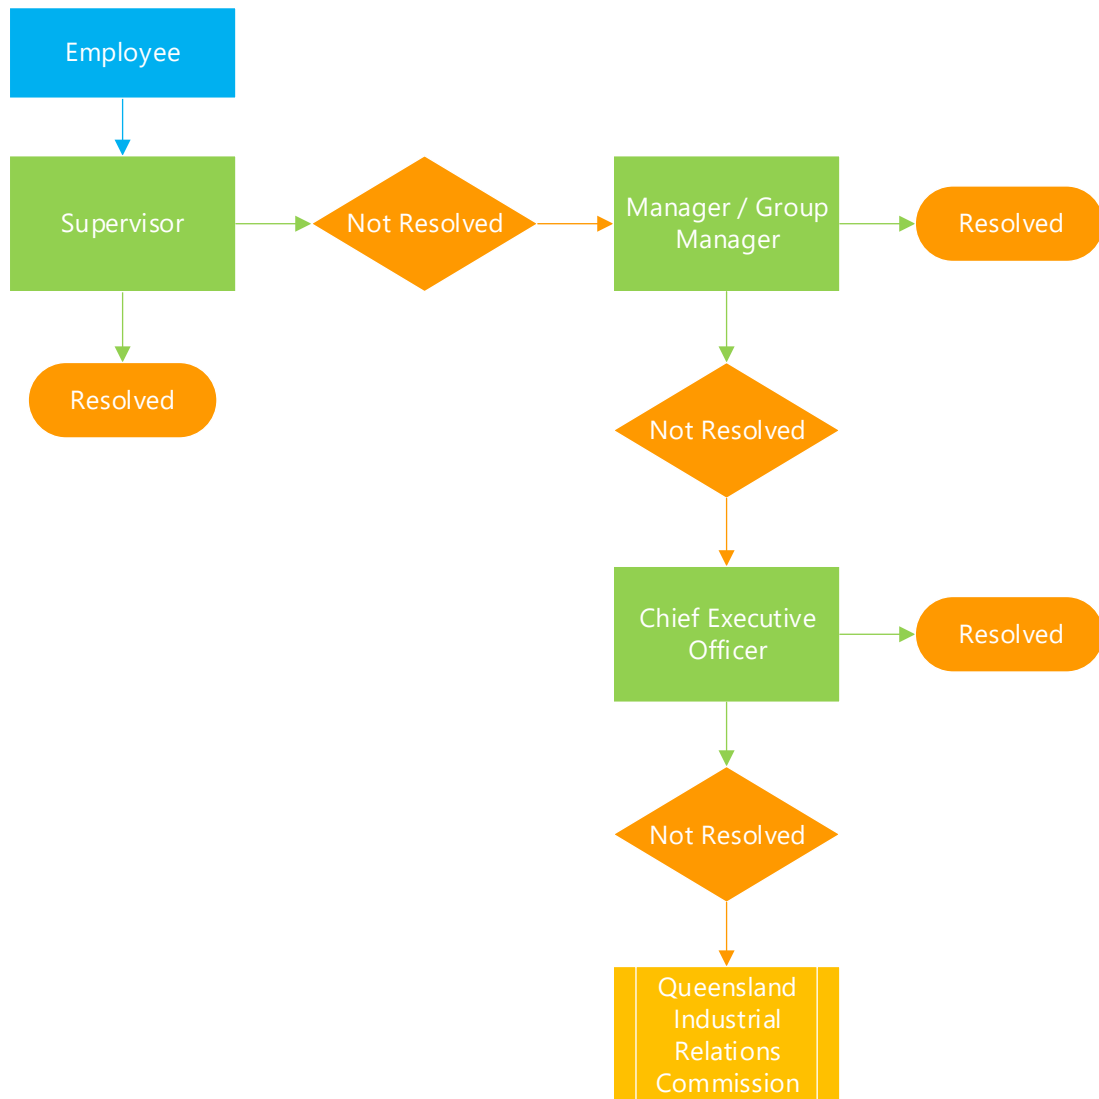 Employee
Supervisor
Not Resolved
Manager / Group
Manager
Resolved
Resolved
Not Resolved
Chief Executive
Officer
Resolved
Not Resolved
Queensland
Industrial
Relations
Commission